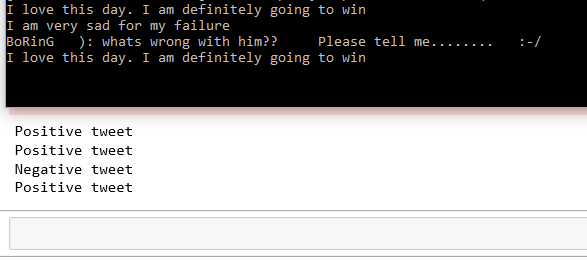 I love this day. I am definitely going to win
I am very sad for my failure
BoRinG   ): whats wrong with him??     Please tell me........   :-/
I love this day. I am definitely going to win
Positive tweet
Positive tweet
Negative tweet
Positive tweet